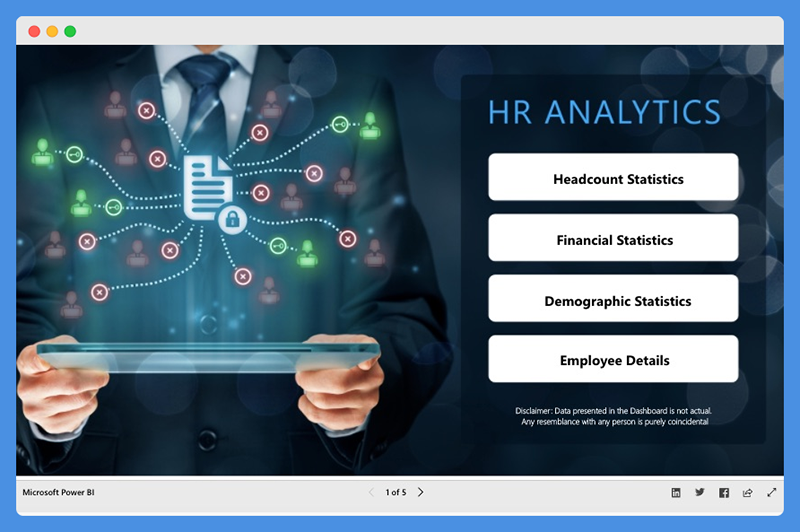 HR ANALYTICS
Headcount Statistics
Financial Statistics
Demographic Statistics
Employee Details
Disclaimer: Data presented in the Dashboard is not actual.
Any resemblance with any person is purely coincidental
Microsoft Power BI
1 of 5